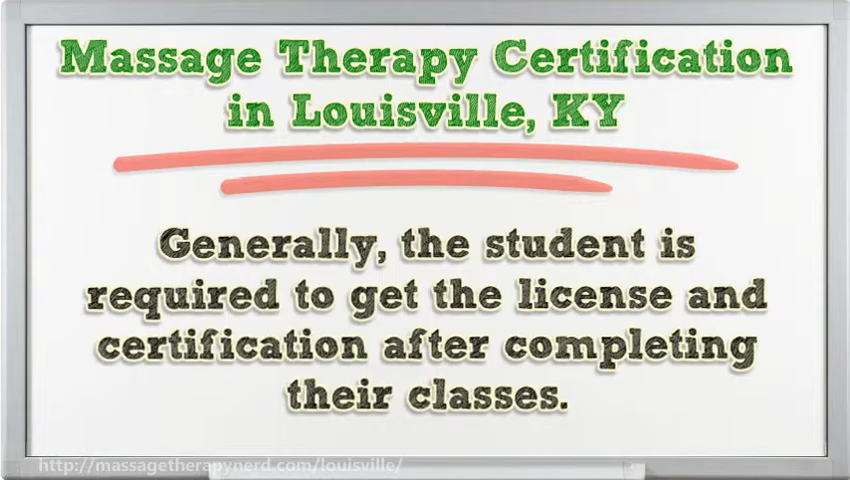 Massage Therapy Certification
in Louisville, KY
Generally, the student is
required to get the license and
certification after completing
their classes.
http://massagetherapynerd.com/louisville/